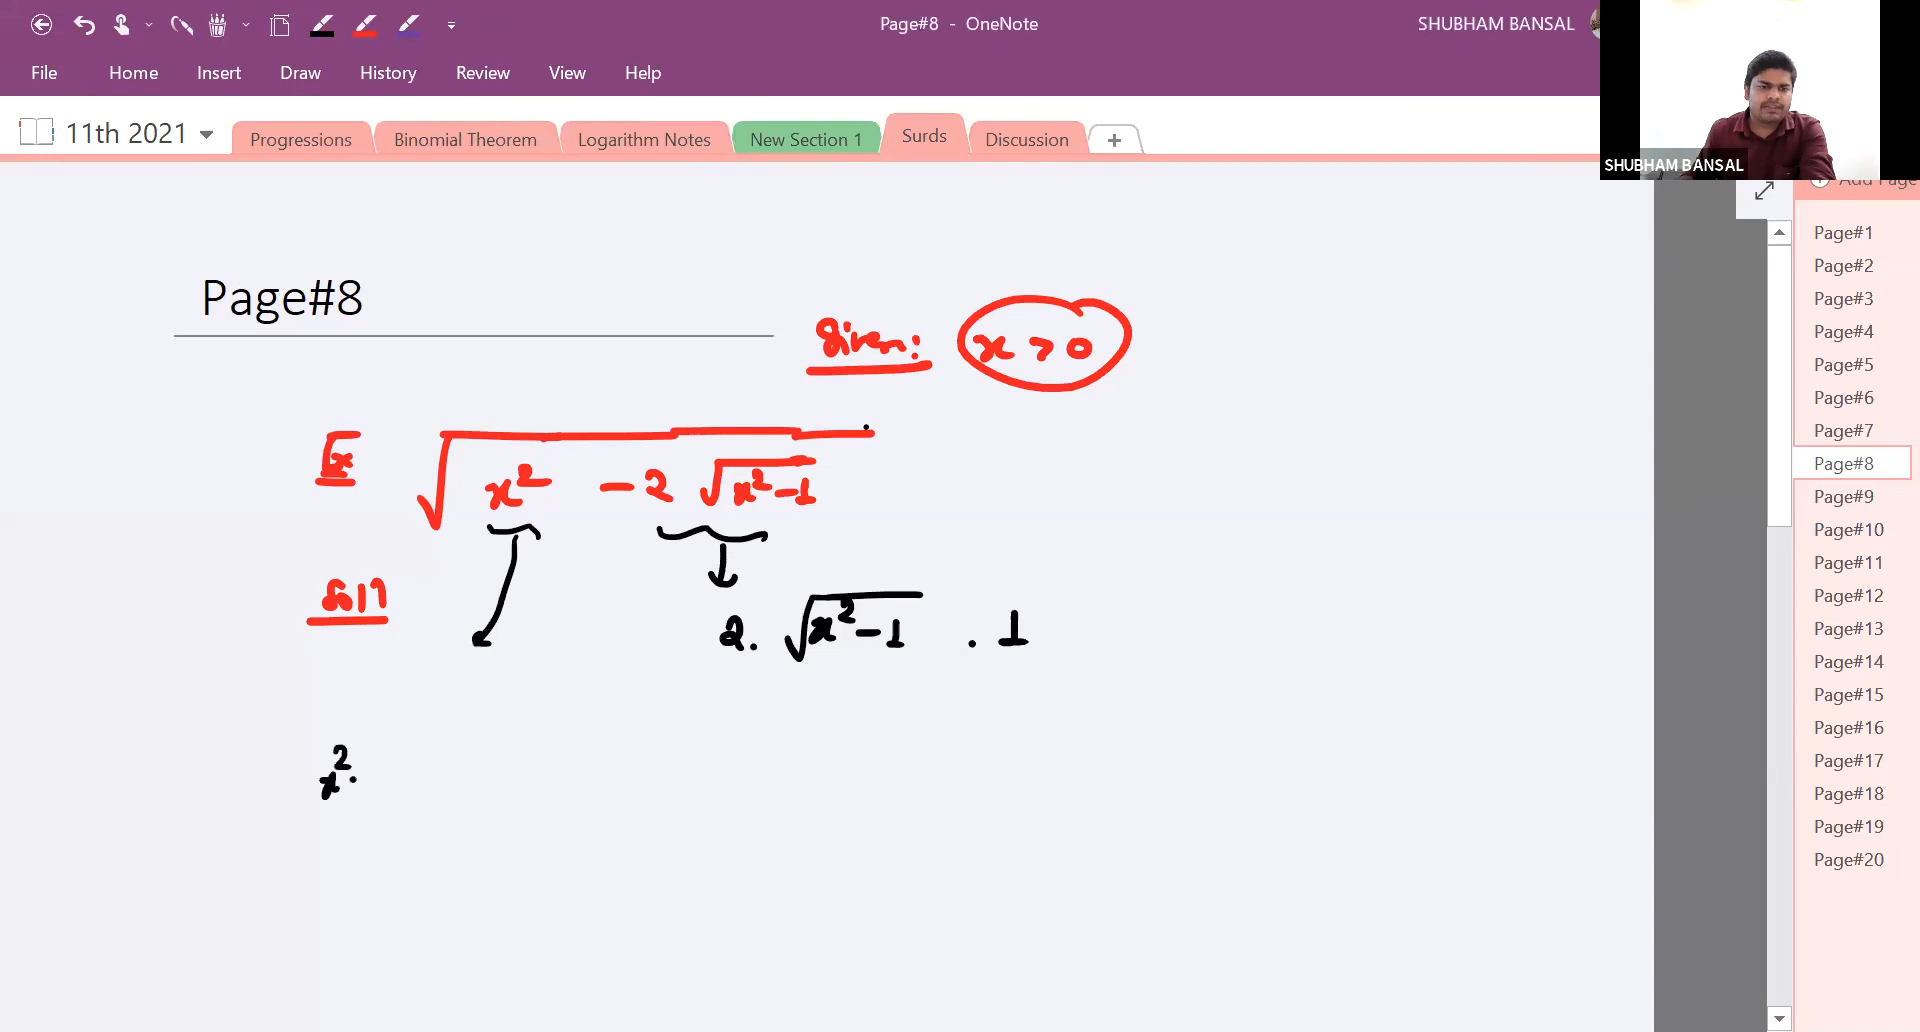 Page#8 - OneNote
SHUBHAM BANSAL
File Home Insert Draw History Review View Help
11th 2021
Progressions Binomial Theorem Logarithm Notes New Section 1 Surds Discussion +
SHUBHAM BANSAL
Add Page
Page#1
Page#2
Page#3
Page#4
Page#5
Page#6
Page#7
Page#8
Page#9
Page#10
Page#11
Page#12
Page#13
Page#14
Page#15
Page#16
Page#17
Page#18
Page#19
Page#20
Page#8
Given: x > 0
Ex √(x² - 2 √(x²-1))
Sol?
2. √(x²-1) . 1
x².